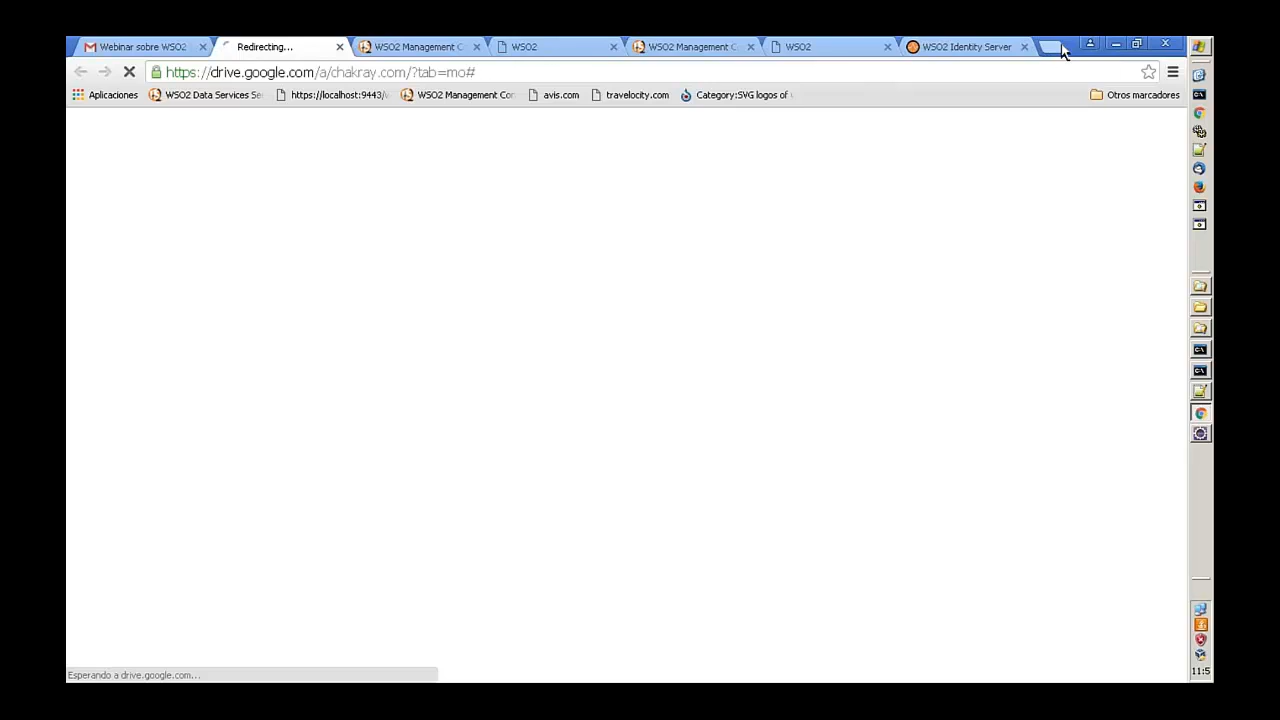 Webinar sobre WSO2
Redirecting...
WSO2 Management C
WSO2
WSO2 Management C
WSO2
WSO2 Identity Server
https://drive.google.com/a/chakray.com/?tab=mo#
Aplicaciones
WSO2 Data Services Se
https://localhost:9443/
WSO2 Management Cor
avis.com
travelocity.com
Category:SVG logos of
Otros marcadores
Esperando a drive.google.com...
11:5